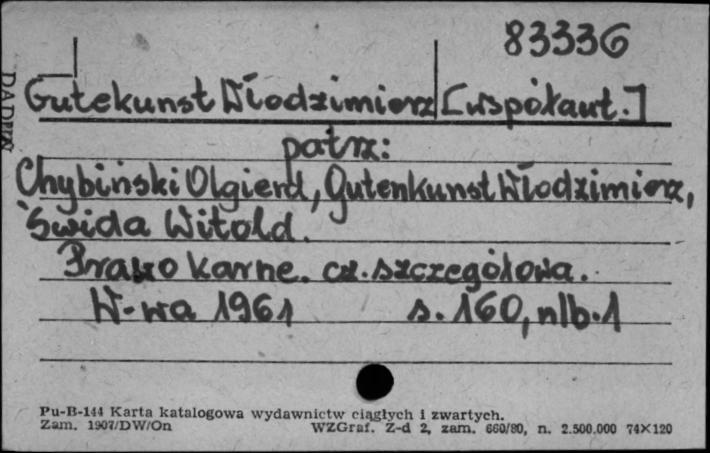 83336
Gutekunst Włodzimierz [współaut.]
patrz:
Chybiński Olgierd, Gutenkunst Włodzimierz,
Świda Witold.
Prawo karne. cz. szczegółowa.
W-wa 1961 s. 160, nlb. 1
Pu-B-144 Karta katalogowa wydawnictw ciągłych i zwartych.
Zam. 1907/DW/On WZGraf. Z-d 2, zam. 660/80, n. 2.500.000 74×120